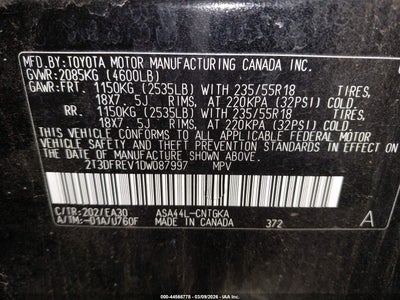 MFD.BY:TOYOTA MOTOR MANUFACTURING CANADA INC.
GVWR:2085KG (4600LB)
GAWR:FRT. 1150KG (2535LB) WITH 235/55R18 TIRES,
18X7.5J RIMS, AT 220KPA (32PSI) COLD.
RR. 1150KG (2535LB) WITH 235/55R18 TIRES,
18X7.5J RIMS, AT 220KPA (32PSI) COLD.
THIS VEHICLE CONFORMS TO ALL APPLICABLE FEDERAL MOTOR
VEHICLE SAFETY AND BUMPER STANDARDS IN EFFECT ON
THE DATE OF MANUFACTURE SHOWN ABOVE.
2T3DFREV1DW087997 MPV
C/TR:202/EA30 ASA44L-CNTGKA
A/TM:-01A/U760F MADE IN CANADA 372 A
000-44566778 - 03/09/2026 - www.iaai.com